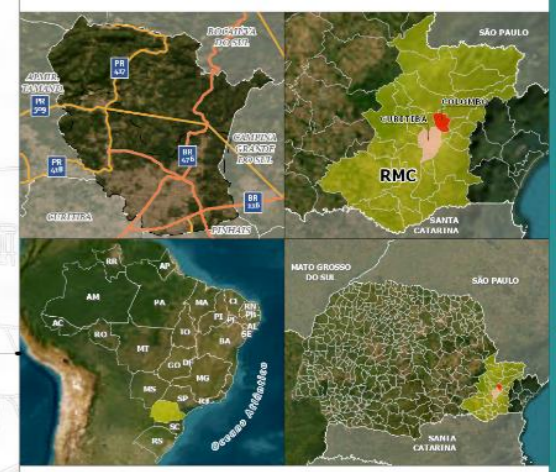 BOCAIÚVA
DO SUL
PR
417
ALMIR.
TAMANDA
PR
509
CAMPINA
GRANDE
DO SUL
PR
418
BR
476
BR
116
CURITIBA
PINHAIS
SÃO PAULO
COLOMBO
CURITIBA
RMC
SANTA
CATARINA
RR
AP
AM
PA
MA
CE
RN
PB
PI
PE
AL
SE
AC
RO
TO
BA
MT
GO
DF
MG
MS
SP
RJ
SC
RS
Oceano Atlântico
MATO GROSSO
DO SUL
SÃO PAULO
SANTA
CATARINA